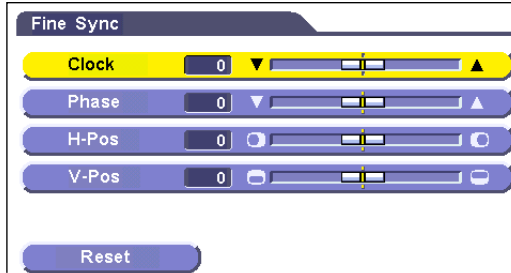 Fine Sync
Clock 0
Phase 0
H-Pos 0
V-Pos 0
Reset